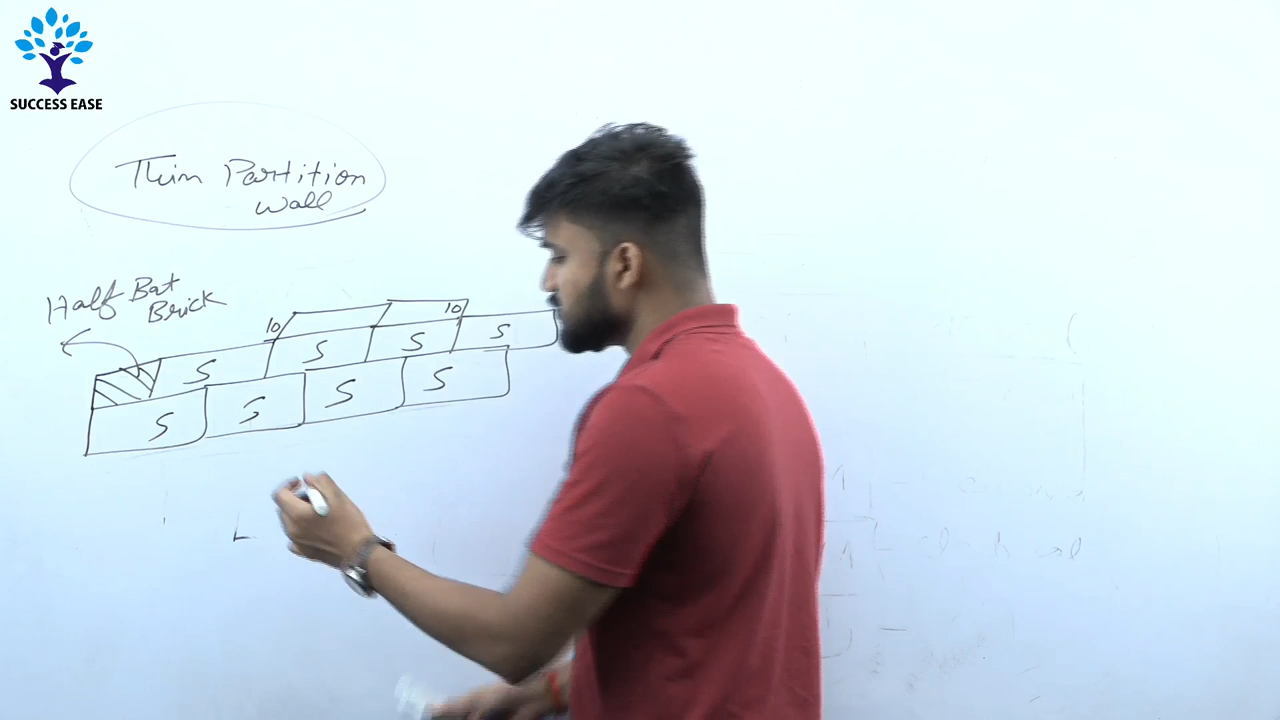 SUCCESS EASE
Thin Partition
wall
Half Bat
Brick
10
10
S S S S
S S S S
L